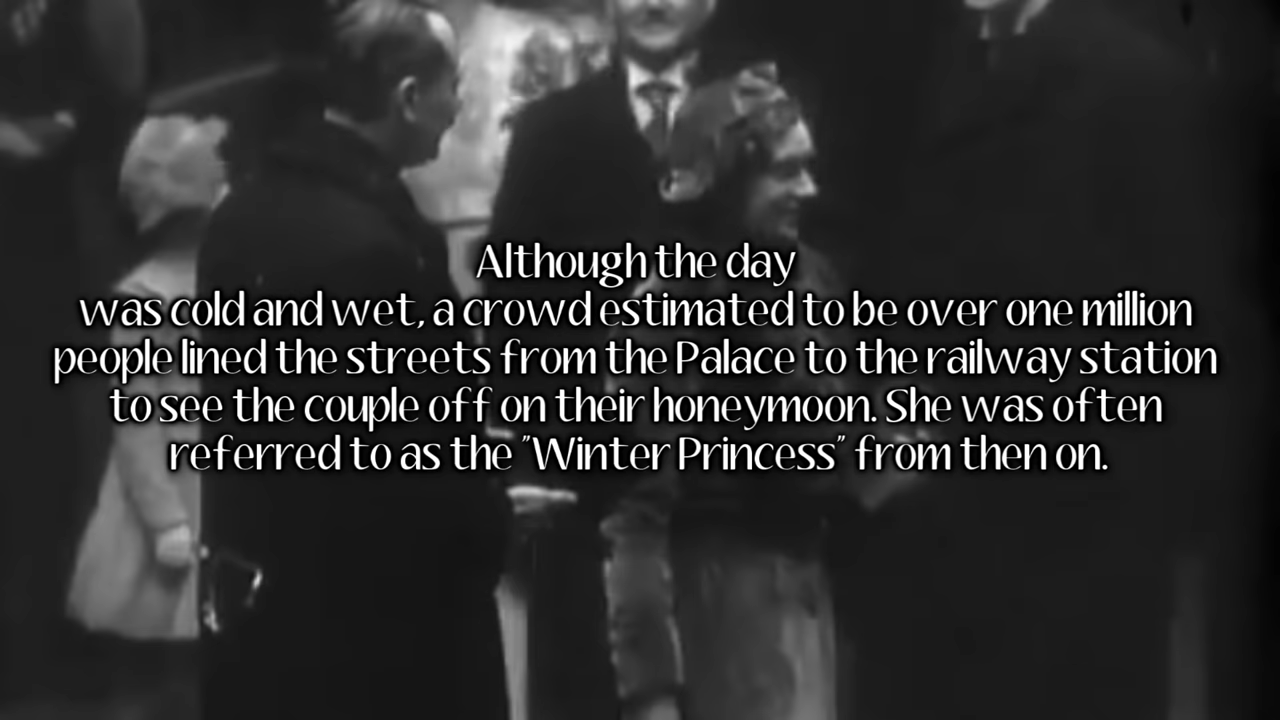 Although the day
was cold and wet, a crowd estimated to be over one million
people lined the streets from the Palace to the railway station
to see the couple off on their honeymoon. She was often
referred to as the "Winter Princess" from then on.